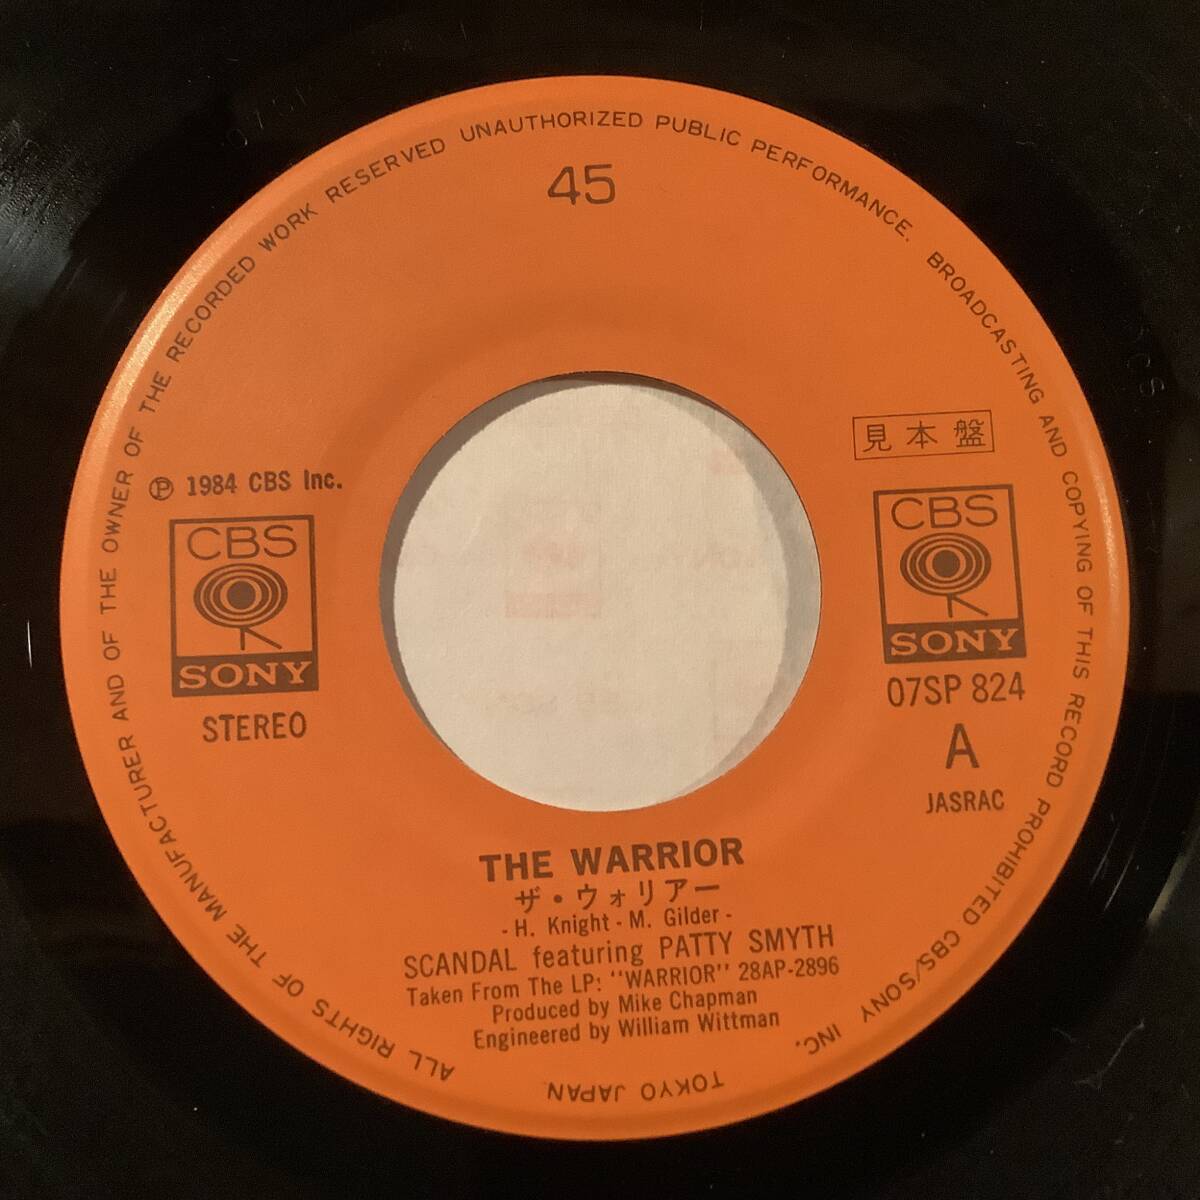 ALL RIGHTS OF THE MANUFACTURER AND OF THE OWNER OF THE RECORDED WORK RESERVED UNAUTHORIZED PUBLIC PERFORMANCE. BROADCASTING AND COPYING OF THIS RECORD PROHIBITED CBS/SONY INC.
TOKYO JAPAN
45
見本盤
Ⓟ 1984 CBS Inc.
CBS
SONY
STEREO
CBS
SONY
07SP 824
A
JASRAC
THE WARRIOR
ザ・ウォリアー
- H. Knight - M. Gilder -
SCANDAL featuring PATTY SMYTH
Taken From The LP: "WARRIOR" 28AP-2896
Produced by Mike Chapman
Engineered by William Wittman